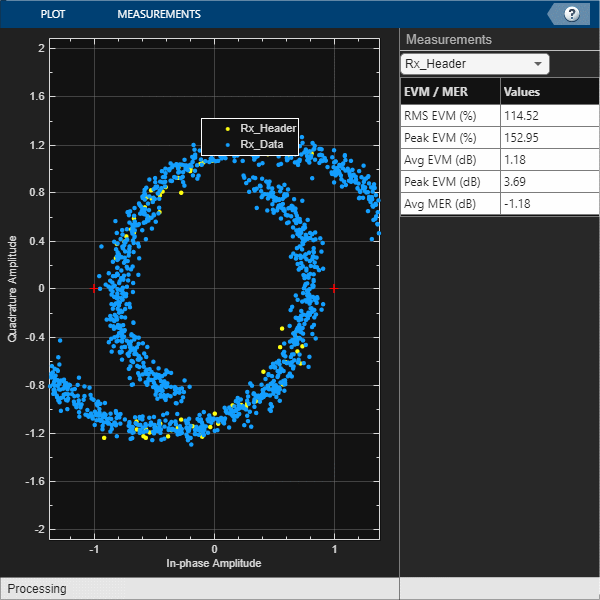 PLOT MEASUREMENTS ?
Measurements
Rx_Header
EVM / MER Values
RMS EVM (%) 114.52
Peak EVM (%) 152.95
Avg EVM (dB) 1.18
Peak EVM (dB) 3.69
Avg MER (dB) -1.18
Rx_Header
Rx_Data
Quadrature Amplitude
2
1.6
1.2
0.8
0.4
0
-0.4
-0.8
-1.2
-1.6
-2
-1 0 1
In-phase Amplitude
Processing